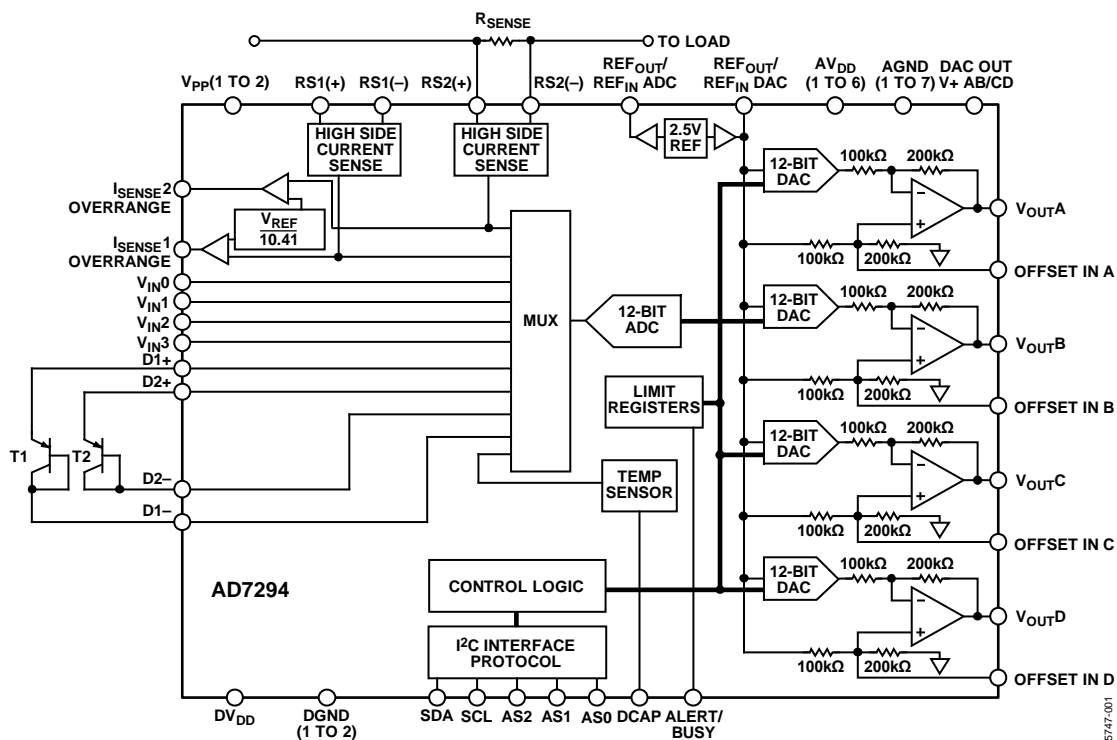 RSENSE
TO LOAD
VPP(1 TO 2)
RS1(+)
RS1(–)
RS2(+)
RS2(–)
REFOUT/
REFIN ADC
REFOUT/
REFIN DAC
AVDD
(1 TO 6)
AGND
(1 TO 7)
DAC OUT
V+ AB/CD
HIGH SIDE
CURRENT
SENSE
HIGH SIDE
CURRENT
SENSE
2.5V
REF
12-BIT
DAC
100kΩ
200kΩ
VOUTA
100kΩ
200kΩ
OFFSET IN A
ISENSE2
OVERRANGE
VREF
10.41
ISENSE1
OVERRANGE
VIN0
VIN1
VIN2
VIN3
D1+
D2+
MUX
12-BIT
ADC
12-BIT
DAC
100kΩ
200kΩ
VOUTB
100kΩ
200kΩ
OFFSET IN B
LIMIT
REGISTERS
T1
T2
D2–
D1–
TEMP
SENSOR
12-BIT
DAC
100kΩ
200kΩ
VOUTC
100kΩ
200kΩ
OFFSET IN C
AD7294
CONTROL LOGIC
I2C INTERFACE
PROTOCOL
12-BIT
DAC
100kΩ
200kΩ
VOUTD
100kΩ
200kΩ
OFFSET IN D
DVDD
DGND
(1 TO 2)
SDA
SCL
AS2
AS1
AS0
DCAP
ALERT/
BUSY
5747-001